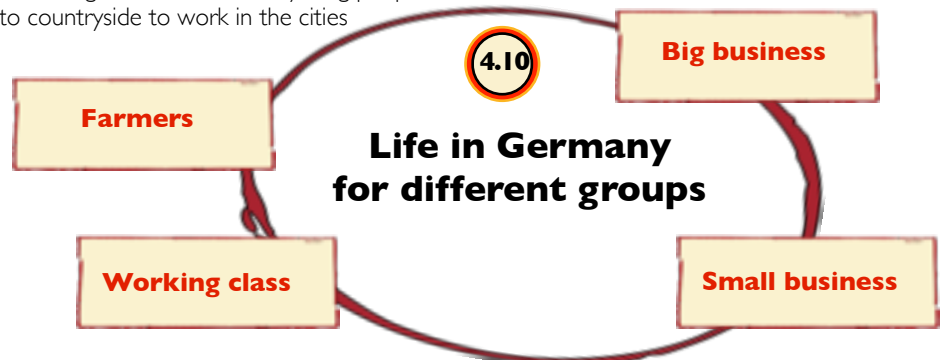 to countryside to work in the cities
4.10
Big business
Farmers
Life in Germany
for different groups
Working class
Small business